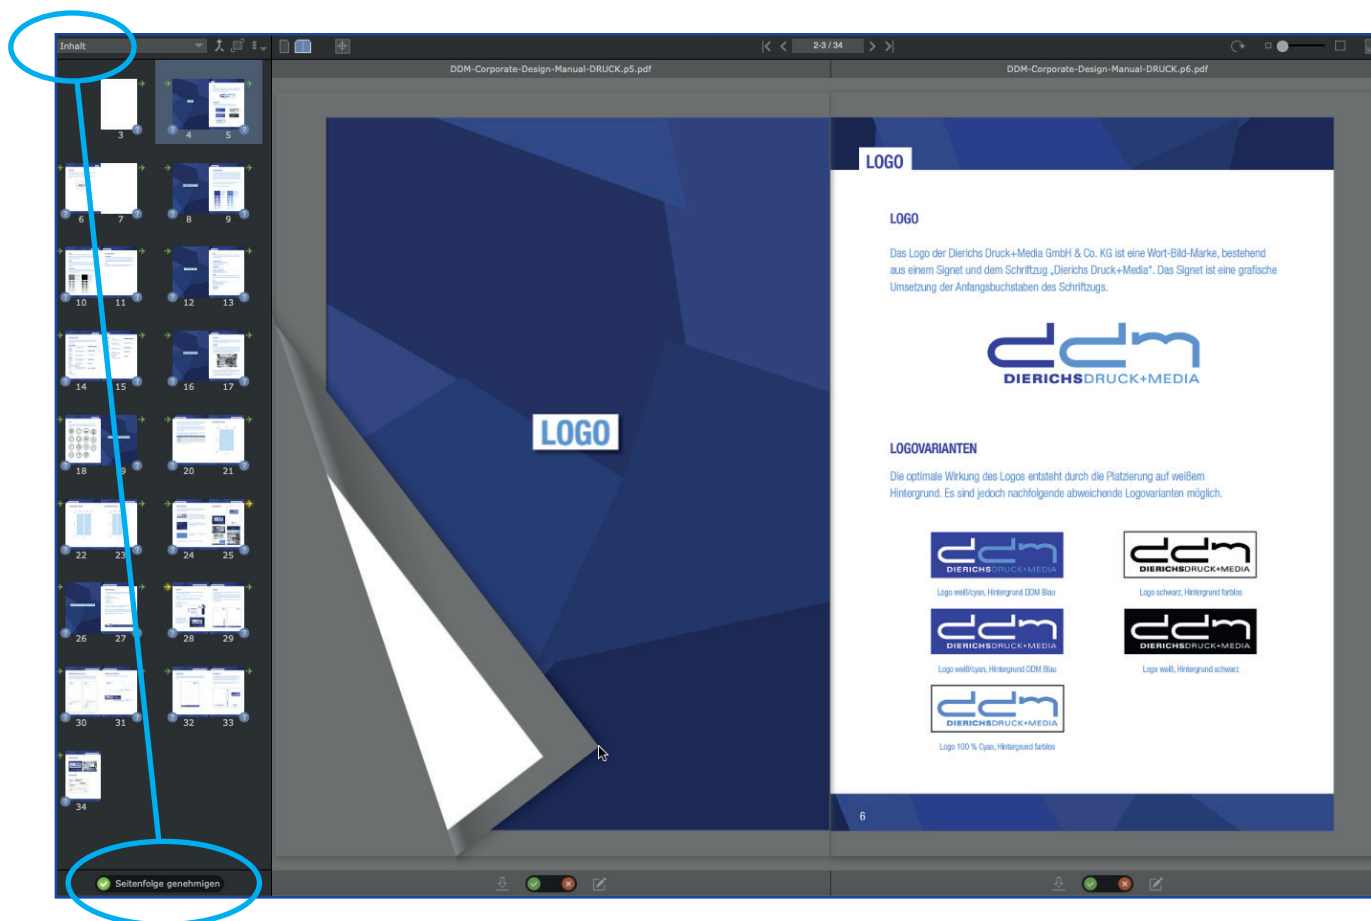 Inhalt
2-3 / 34
DDM-Corporate-Design-Manual-DRUCK.p5.pdf
DDM-Corporate-Design-Manual-DRUCK.p6.pdf
3
4 5
6 7
8 9
10 11
12 13
14 15
16 17
18 19
20 21
22 23
24 25
26 27
28 29
30 31
32 33
34
Seitenfolge genehmigen
LOGO
LOGO
LOGO
Das Logo der Dierichs Druck+Media GmbH & Co. KG ist eine Wort-Bild-Marke, bestehend
aus einem Signet und dem Schriftzug „Dierichs Druck+Media“. Das Signet ist eine grafische
Umsetzung der Anfangsbuchstaben des Schriftzugs.
ddm
DIERICHSDRUCK+MEDIA
LOGOVARIANTEN
Die optimale Wirkung des Logos entsteht durch die Platzierung auf weißem
Hintergrund. Es sind jedoch nachfolgende abweichende Logovarianten möglich.
ddm
DIERICHSDRUCK+MEDIA
Logo weiß/cyan, Hintergrund DDM Blau
ddm
DIERICHSDRUCK+MEDIA
Logo schwarz, Hintergrund farblos
ddm
DIERICHSDRUCK+MEDIA
Logo weiß/cyan, Hintergrund DDM Blau
ddm
DIERICHSDRUCK+MEDIA
Logo weiß, Hintergrund schwarz
ddm
DIERICHSDRUCK+MEDIA
Logo 100 % Cyan, Hintergrund farblos
6